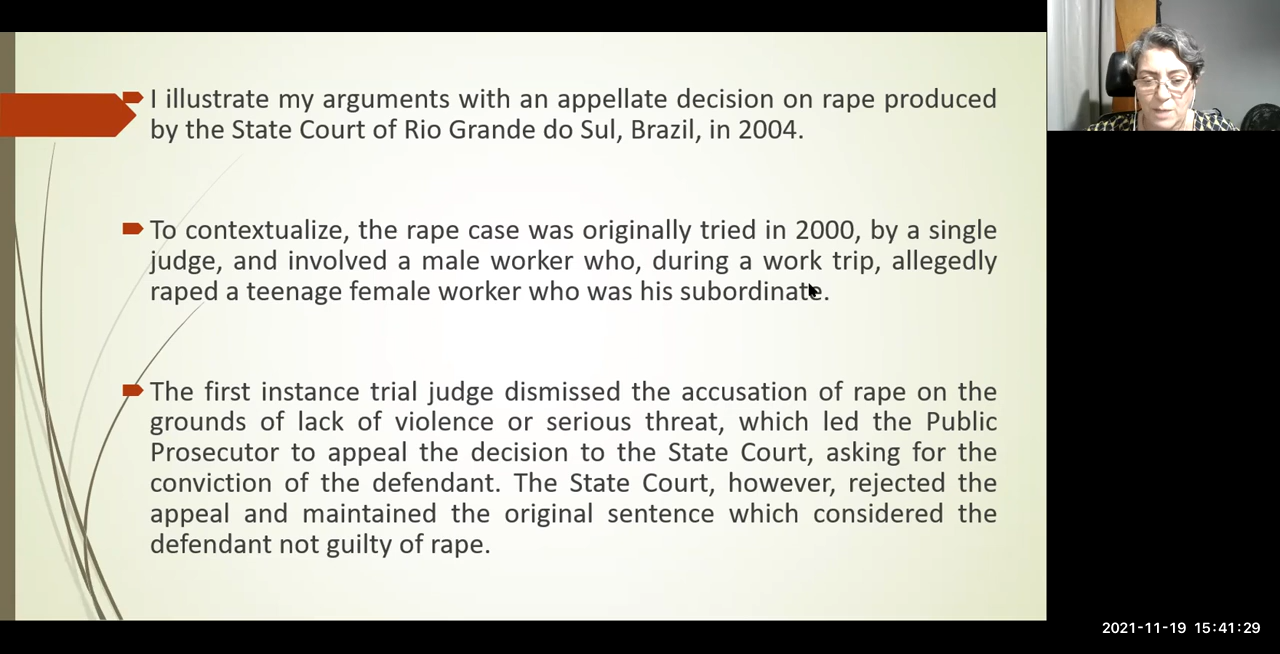 I illustrate my arguments with an appellate decision on rape produced
by the State Court of Rio Grande do Sul, Brazil, in 2004.
To contextualize, the rape case was originally tried in 2000, by a single
judge, and involved a male worker who, during a work trip, allegedly
raped a teenage female worker who was his subordinate.
The first instance trial judge dismissed the accusation of rape on the
grounds of lack of violence or serious threat, which led the Public
Prosecutor to appeal the decision to the State Court, asking for the
conviction of the defendant. The State Court, however, rejected the
appeal and maintained the original sentence which considered the
defendant not guilty of rape.
2021-11-19 15:41:29